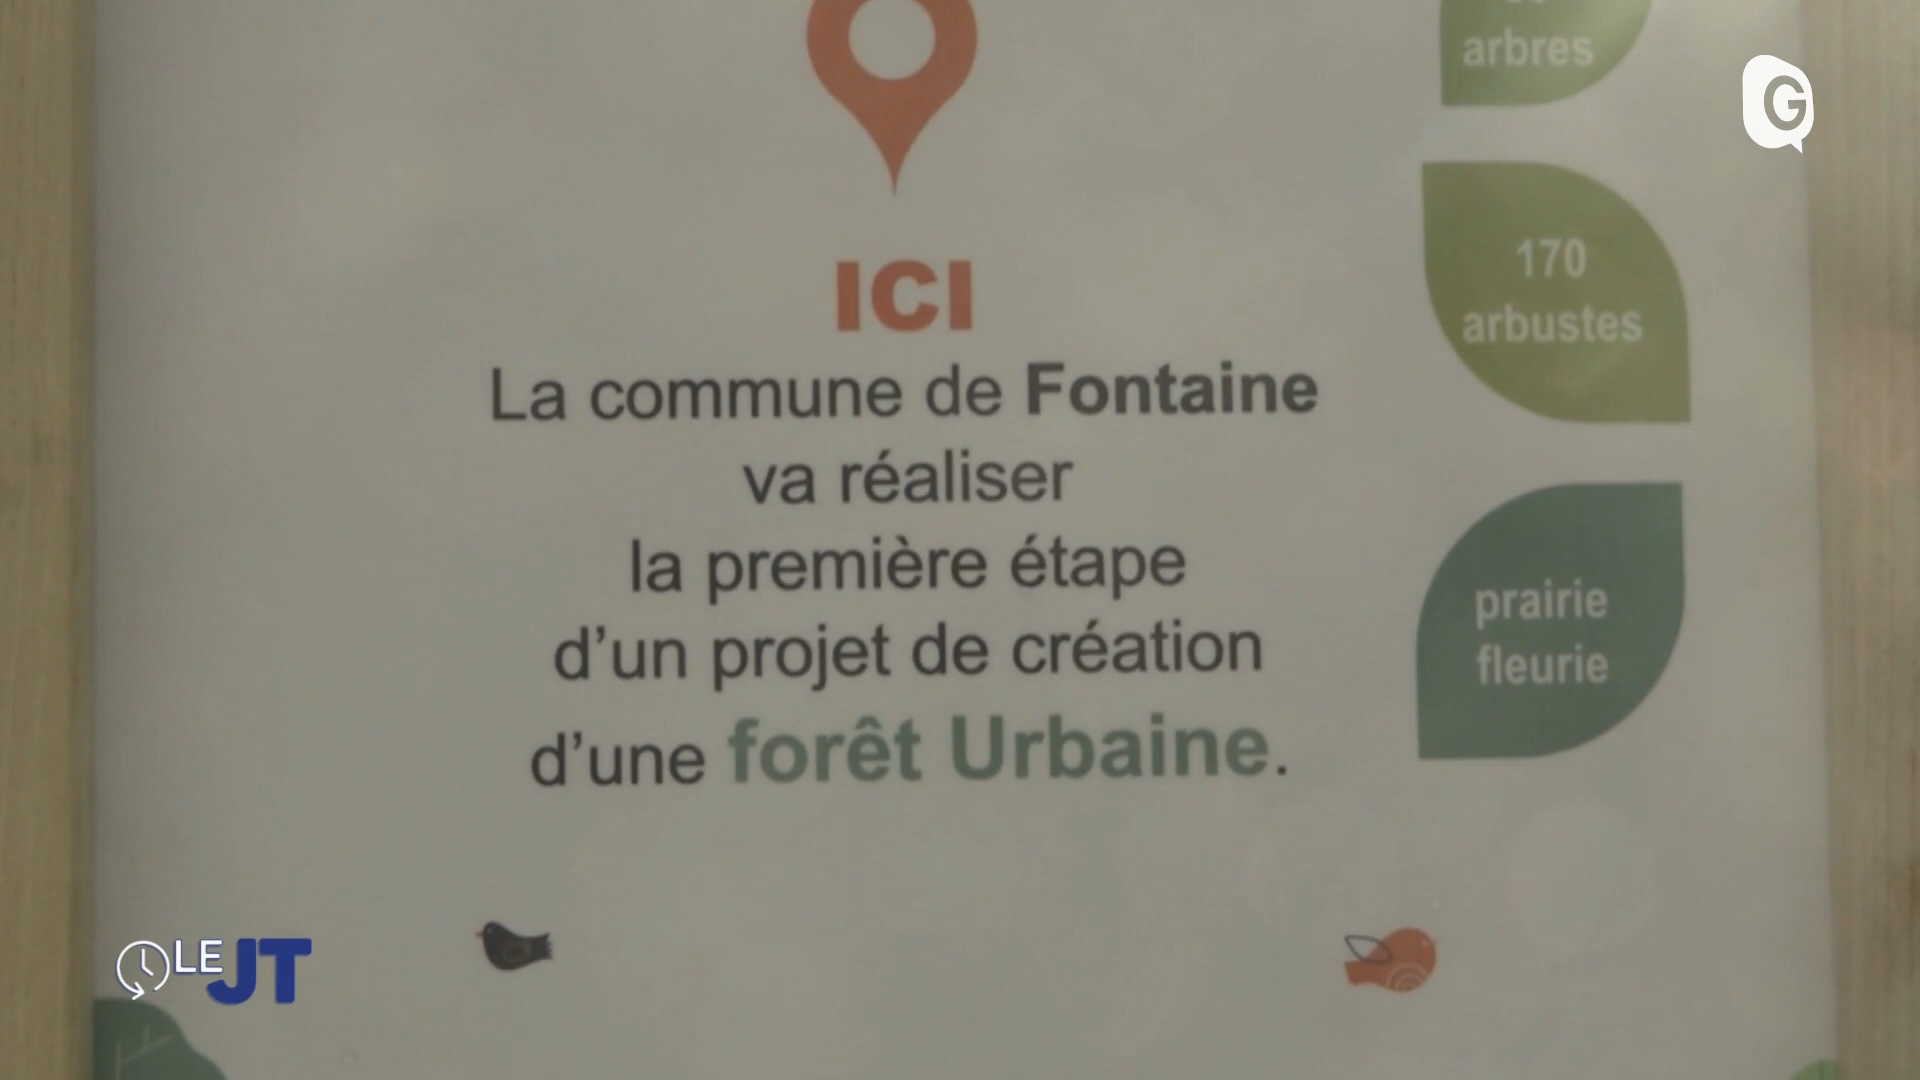 arbres
G
170
arbustes
ICI
La commune de Fontaine
va réaliser
la première étape
d’un projet de création
d’une forêt Urbaine.
prairie
fleurie
LE JT